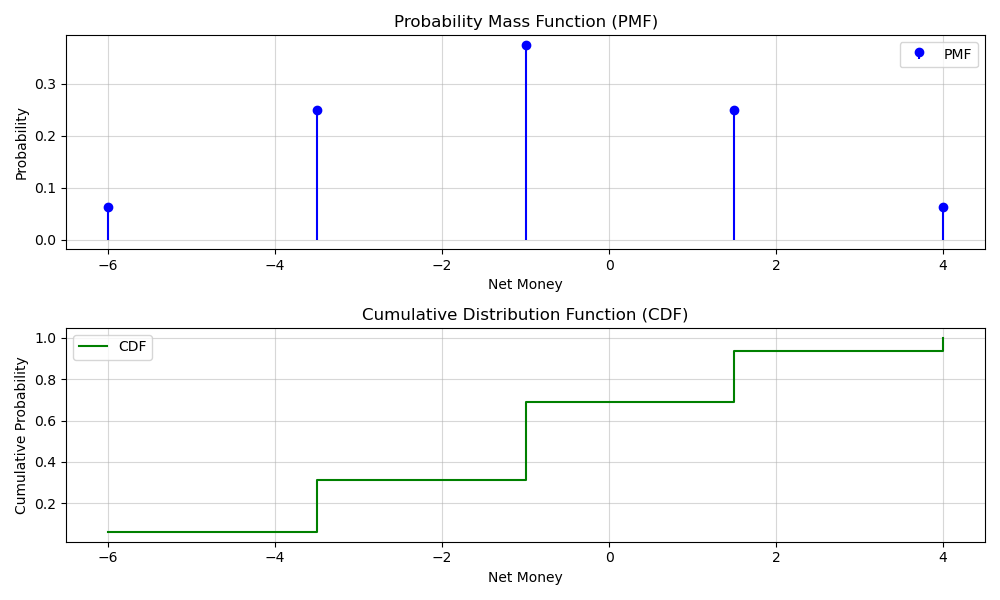 Probability Mass Function (PMF)
Probability
0.3
0.2
0.1
0.0
PMF
−6 −4 −2 0 2 4
Net Money
Cumulative Distribution Function (CDF)
Cumulative Probability
1.0
0.8
0.6
0.4
0.2
CDF
−6 −4 −2 0 2 4
Net Money